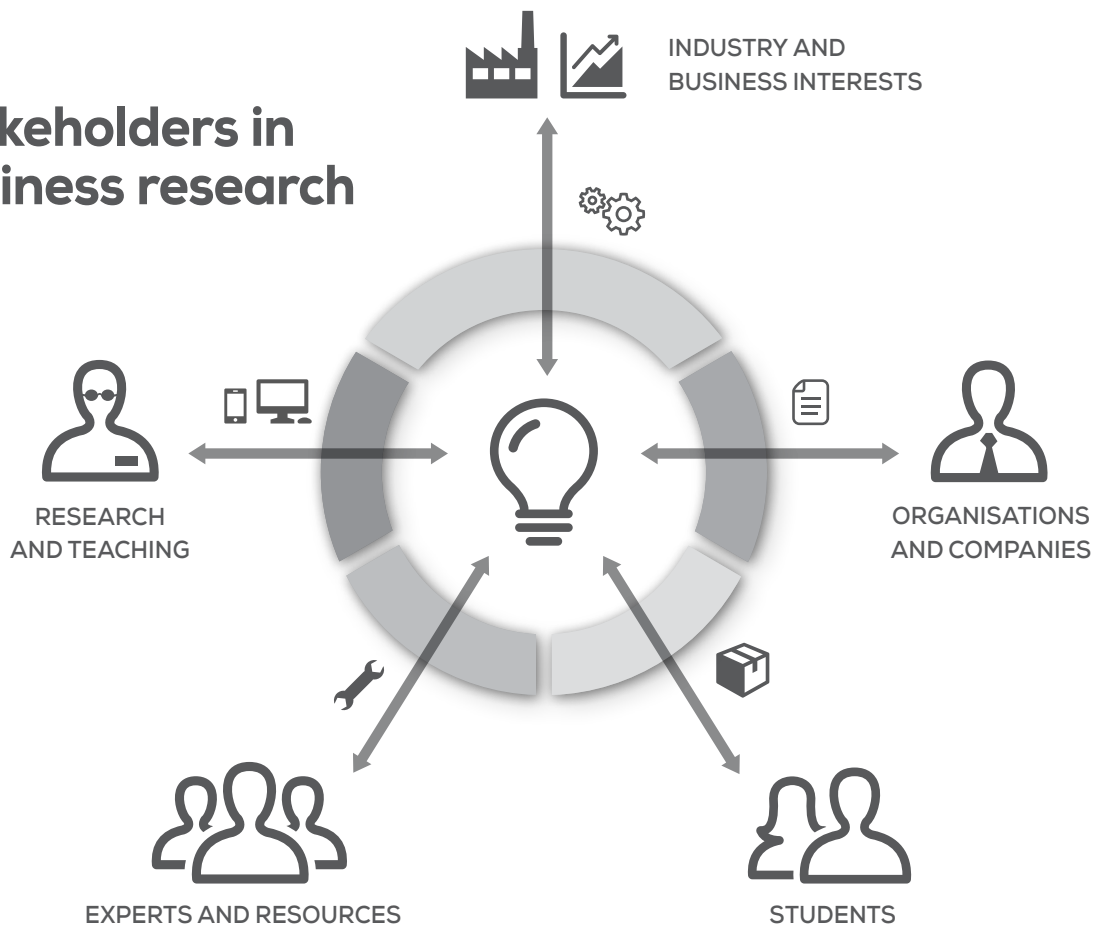 keholders in
iness research
INDUSTRY AND
BUSINESS INTERESTS
RESEARCH
AND TEACHING
ORGANISATIONS
AND COMPANIES
EXPERTS AND RESOURCES
STUDENTS